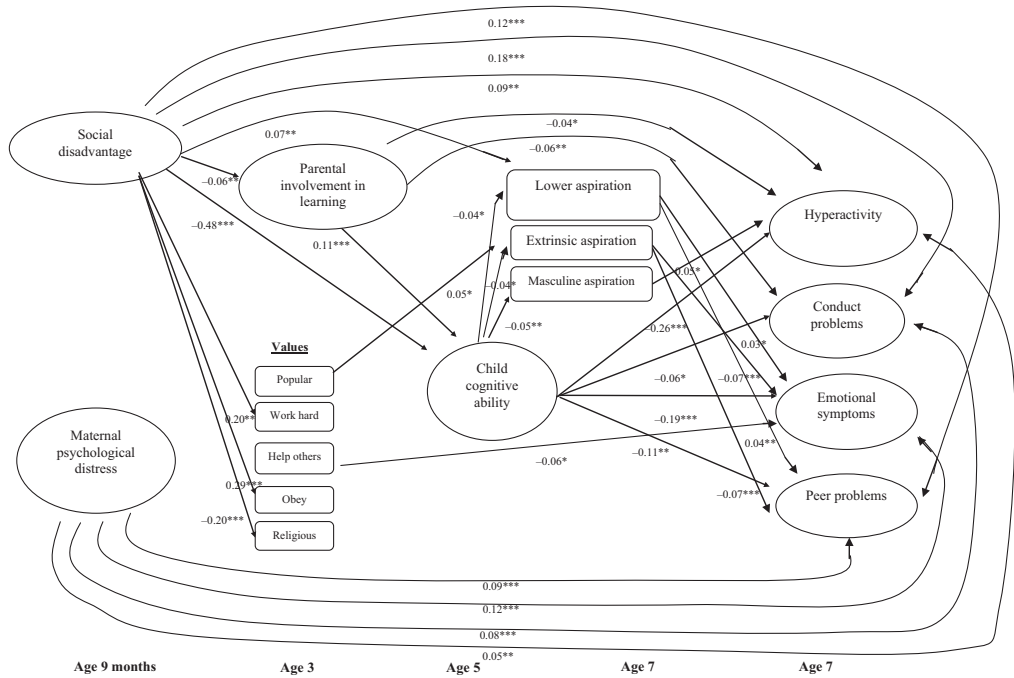 0.12***
0.18***
0.09**
Social
disadvantage
0.07**
–0.04*
–0.06**
Parental
involvement in
learning
–0.06**
Lower aspiration
–0.48***
0.11***
–0.04*
Hyperactivity
Extrinsic aspiration
Masculine aspiration
0.05*
–0.04*
0.05*
–0.05**
–0.26***
Conduct
problems
Values
0.03*
Popular
Child
cognitive
ability
–0.06*
–0.07***
Emotional
symptoms
Work hard
0.20**
–0.19***
Maternal
psychological
distress
Help others
–0.06*
–0.11**
0.04**
0.29***
Obey
–0.07***
Peer problems
–0.20***
Religious
0.09***
0.12***
0.08***
0.05**
Age 9 months
Age 3
Age 5
Age 7
Age 7